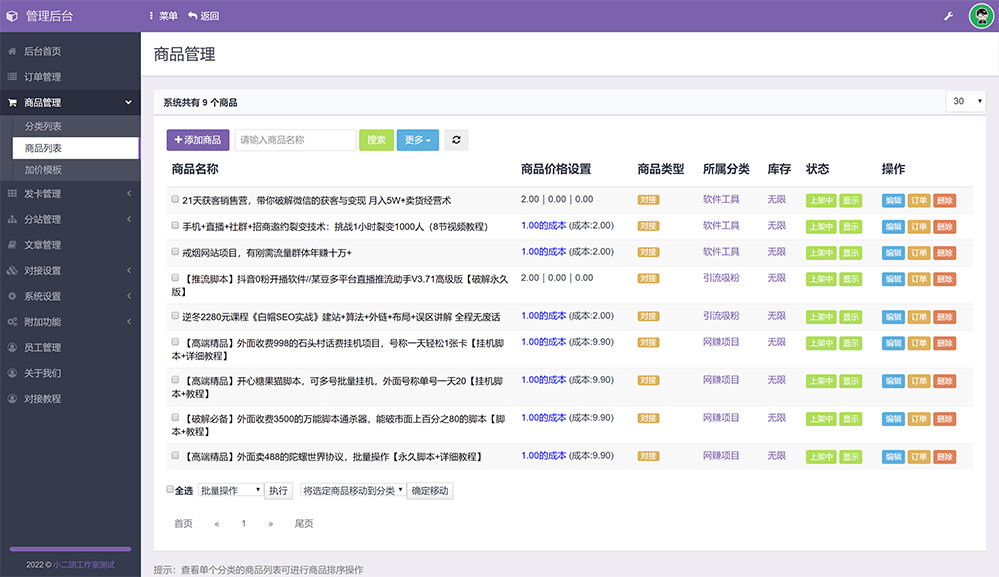 管理后台
菜单 返回
后台首页
订单管理
商品管理
分类列表
商品列表
加价模板
发卡管理
分站管理
文章管理
对接设置
系统设置
附加功能
员工管理
关于我们
对接教程
2022 © 小二胡工作室测试
商品管理
系统共有 9 个商品
30
添加商品 请输入商品名称 搜索 更多
商品名称 商品价格设置 商品类型 所属分类 库存 状态 操作
21天获客销售营，带你破解微信的获客与变现 月入5W+卖货经营术 2.00 | 0.00 | 0.00 对接 软件工具 无限 上架中 显示 编辑 订单 删除
手机+直播+社群+招商邀约裂变技术：挑战1小时裂变1000人（8节视频教程） 1.00的成本 (成本:2.00) 对接 软件工具 无限 上架中 显示 编辑 订单 删除
戒烟网站项目，有刚需流量群体年赚十万+ 1.00的成本 (成本:2.00) 对接 软件工具 无限 上架中 显示 编辑 订单 删除
【推流脚本】抖音0粉开播软件//某豆多平台直播推流助手V3.71高级版【破解永久 2.00 | 0.00 | 0.00 对接 引流吸粉 无限 上架中 显示 编辑 订单 删除
版】
逆冬2280元课程《白帽SEO实战》建站+算法+外链+布局+误区讲解 全程无废话 1.00的成本 (成本:2.00) 对接 引流吸粉 无限 上架中 显示 编辑 订单 删除
【高端精品】外面收费998的石头村话费挂机项目，号称一天轻松1张卡【挂机脚 1.00的成本 (成本:9.90) 对接 网赚项目 无限 上架中 显示 编辑 订单 删除
本+详细教程】
【高端精品】开心糖果猫脚本，可多号批量挂机，外面号称单号一天20【挂机脚 1.00的成本 (成本:9.90) 对接 网赚项目 无限 上架中 显示 编辑 订单 删除
本+教程】
【破解必备】外面收费3500的万能脚本通杀器，能破市面上百分之80的脚本【脚 1.00的成本 (成本:9.90) 对接 网赚项目 无限 上架中 显示 编辑 订单 删除
本+教程】
【高端精品】外面卖488的陀螺世界协议，批量操作【永久脚本+详细教程】 1.00的成本 (成本:9.90) 对接 网赚项目 无限 上架中 显示 编辑 订单 删除
全选 批量操作 执行 将选定商品移动到分类 确定移动
首页 « 1 » 尾页
提示：查看单个分类的商品列表可进行商品排序操作